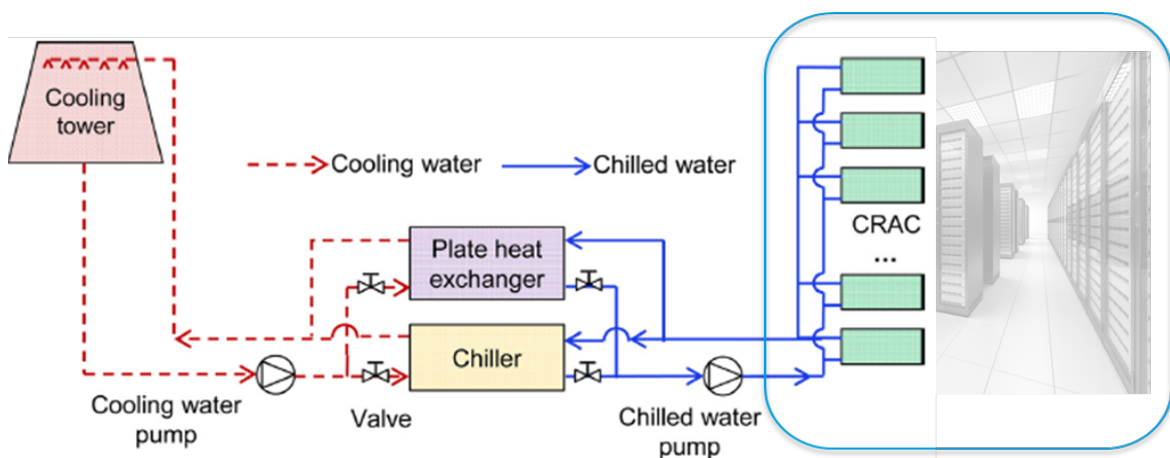 Cooling
tower
Cooling water
Chilled water
Plate heat
exchanger
CRAC
...
Chiller
Cooling water
pump
Valve
Chilled water
pump